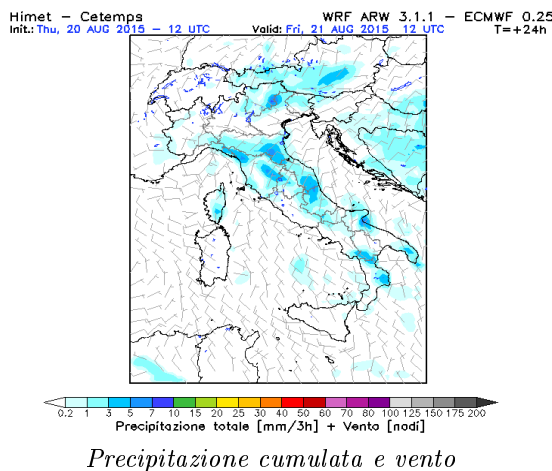 Himet – Cetemps WRF ARW 3.1.1 – ECMWF 0.25
Init.: Thu, 20 AUG 2015 – 12 UTC Valid: Fri, 21 AUG 2015 12 UTC T=+24h
0.2 1 3 5 7 10 15 20 25 30 40 50 60 70 80 100 125 150 175 200
Precipitazione totale [mm/3h] + Vento [nodi]
Precipitazione cumulata e vento